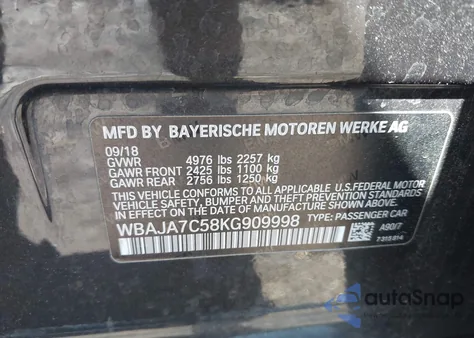 MFD BY BAYERISCHE MOTOREN WERKE AG
09/18
GVWR 4976 lbs 2257 kg
GAWR FRONT 2425 lbs 1100 kg
GAWR REAR 2756 lbs 1250 kg
THIS VEHICLE CONFORMS TO ALL APPLICABLE U.S.FEDERAL MOTOR
VEHICLE SAFETY, BUMPER AND THEFT PREVENTION STANDARDS
IN EFFECT ON THE DATE OF MANUFACTURE SHOWN ABOVE.
WBAJA7C58KG909998 TYPE: PASSENGER CAR
A90/7
autoSnap